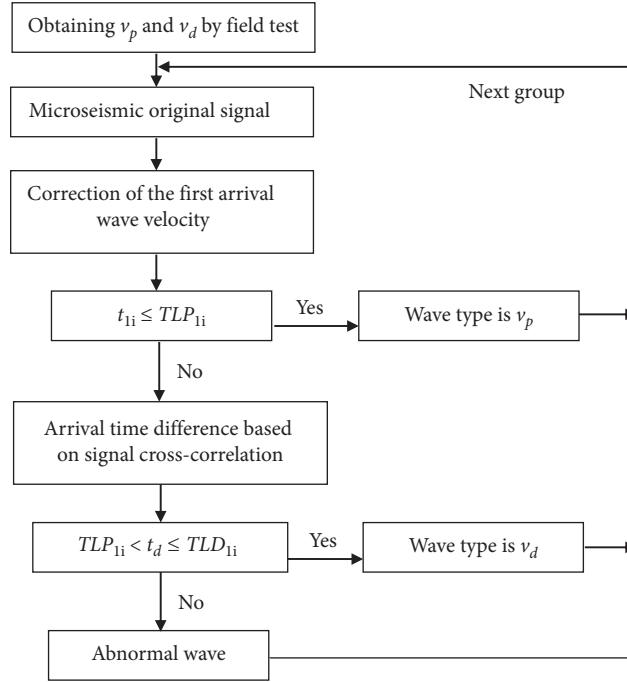 Obtaining v_p and v_d by field test
Next group
Microseismic original signal
Correction of the first arrival
wave velocity
t_1i ≤ TLP_1i
Yes
Wave type is v_p
No
Arrival time difference based
on signal cross-correlation
TLP_1i < t_d ≤ TLD_1i
Yes
Wave type is v_d
No
Abnormal wave